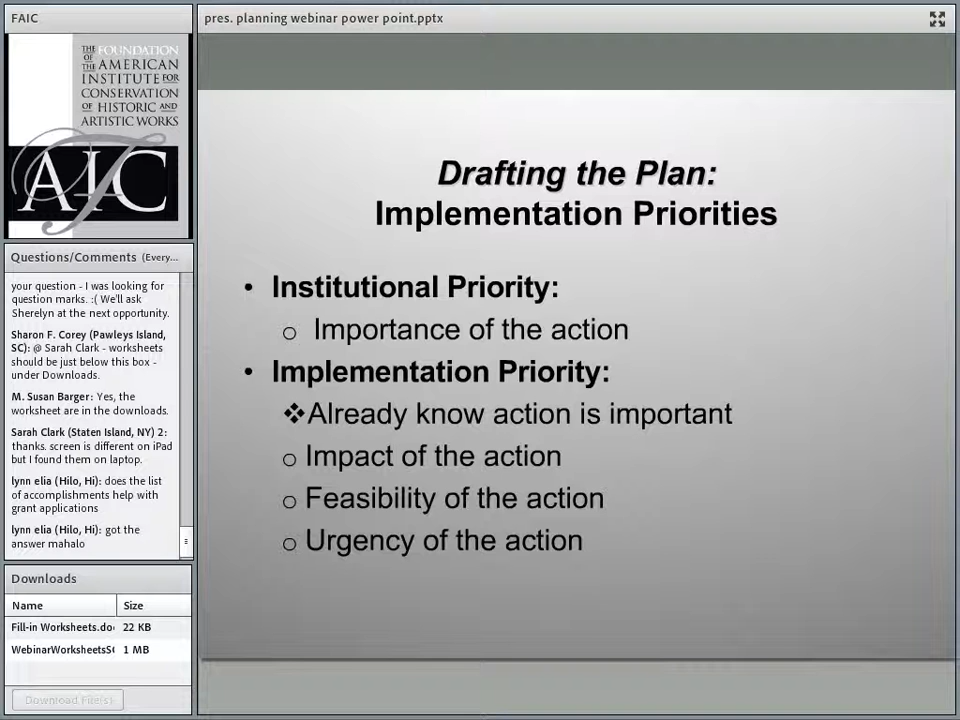 FAIC
THE FOUNDATION
OF THE AMERICAN
INSTITUTE FOR
CONSERVATION
OF HISTORIC AND
ARTISTIC WORKS
AIC
Questions/Comments (Every...
your question - I was looking for
question marks. :( We'll ask
Sherelyn at the next opportunity.
Sharon F. Corey (Pawleys Island,
SC): @ Sarah Clark - worksheets
should be just below this box -
under Downloads.
M. Susan Barger: Yes, the
worksheet are in the downloads.
Sarah Clark (Staten Island, NY) 2:
thanks. screen is different on iPad
but I found them on laptop.
lynn elia (Hilo, Hi): does the list
of accomplishments help with
grant applications
lynn elia (Hilo, Hi): got the
answer mahalo
Downloads
Name Size
Fill-in Worksheets.do 22 KB
WebinarWorksheetsS 1 MB
Download File(s)
pres. planning webinar power point.pptx
Drafting the Plan:
Implementation Priorities
• Institutional Priority:
o Importance of the action
• Implementation Priority:
❖Already know action is important
o Impact of the action
o Feasibility of the action
o Urgency of the action